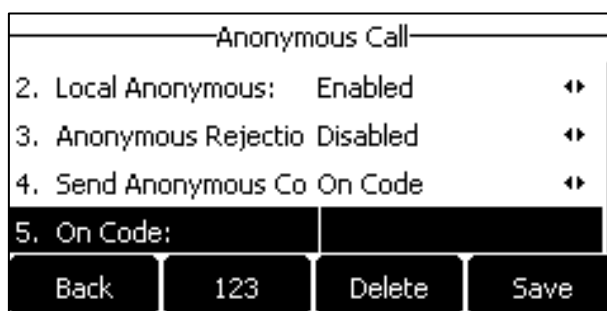 Anonymous Call
2. Local Anonymous: Enabled
3. Anonymous Rejectio Disabled
4. Send Anonymous Co On Code
5. On Code:
Back 123 Delete Save